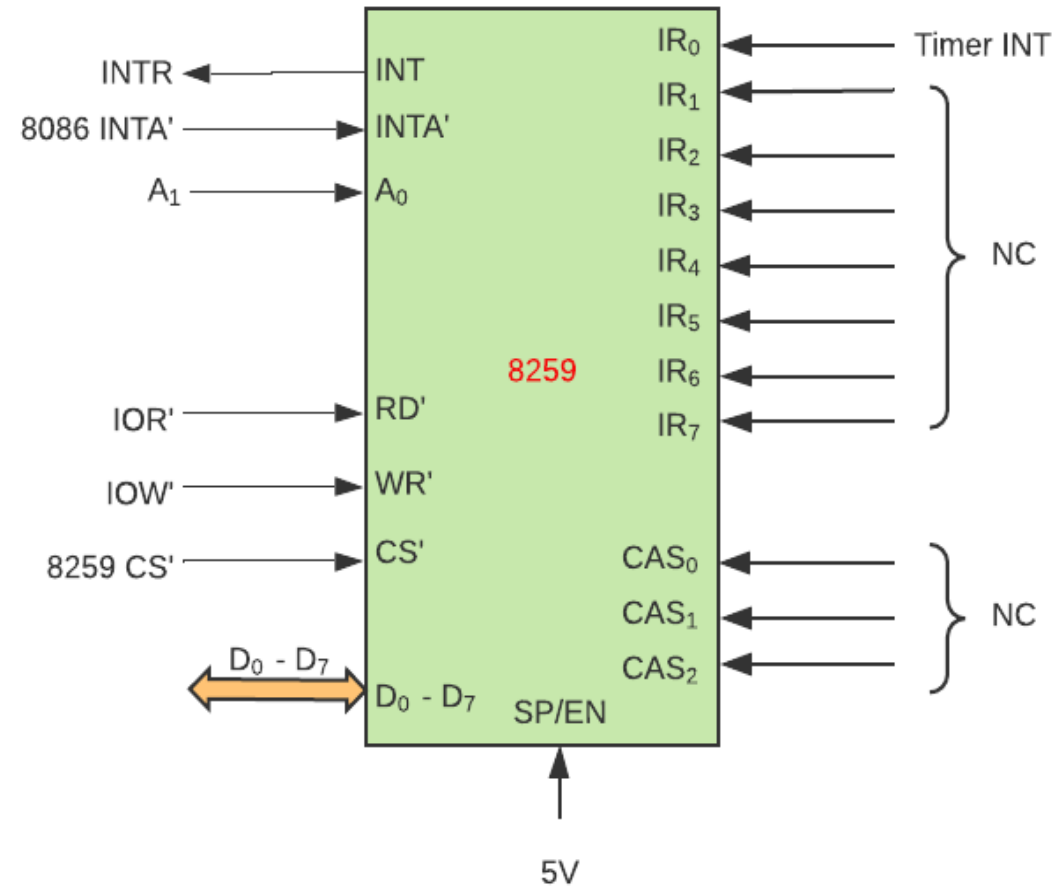 INTR
8086 INTA'
A₁
IOR'
IOW'
8259 CS'
D₀ - D₇
INT
INTA'
A₀
RD'
WR'
CS'
D₀ - D₇
8259
SP/EN
5V
IR₀
IR₁
IR₂
IR₃
IR₄
IR₅
IR₆
IR₇
CAS₀
CAS₁
CAS₂
Timer INT
NC
NC